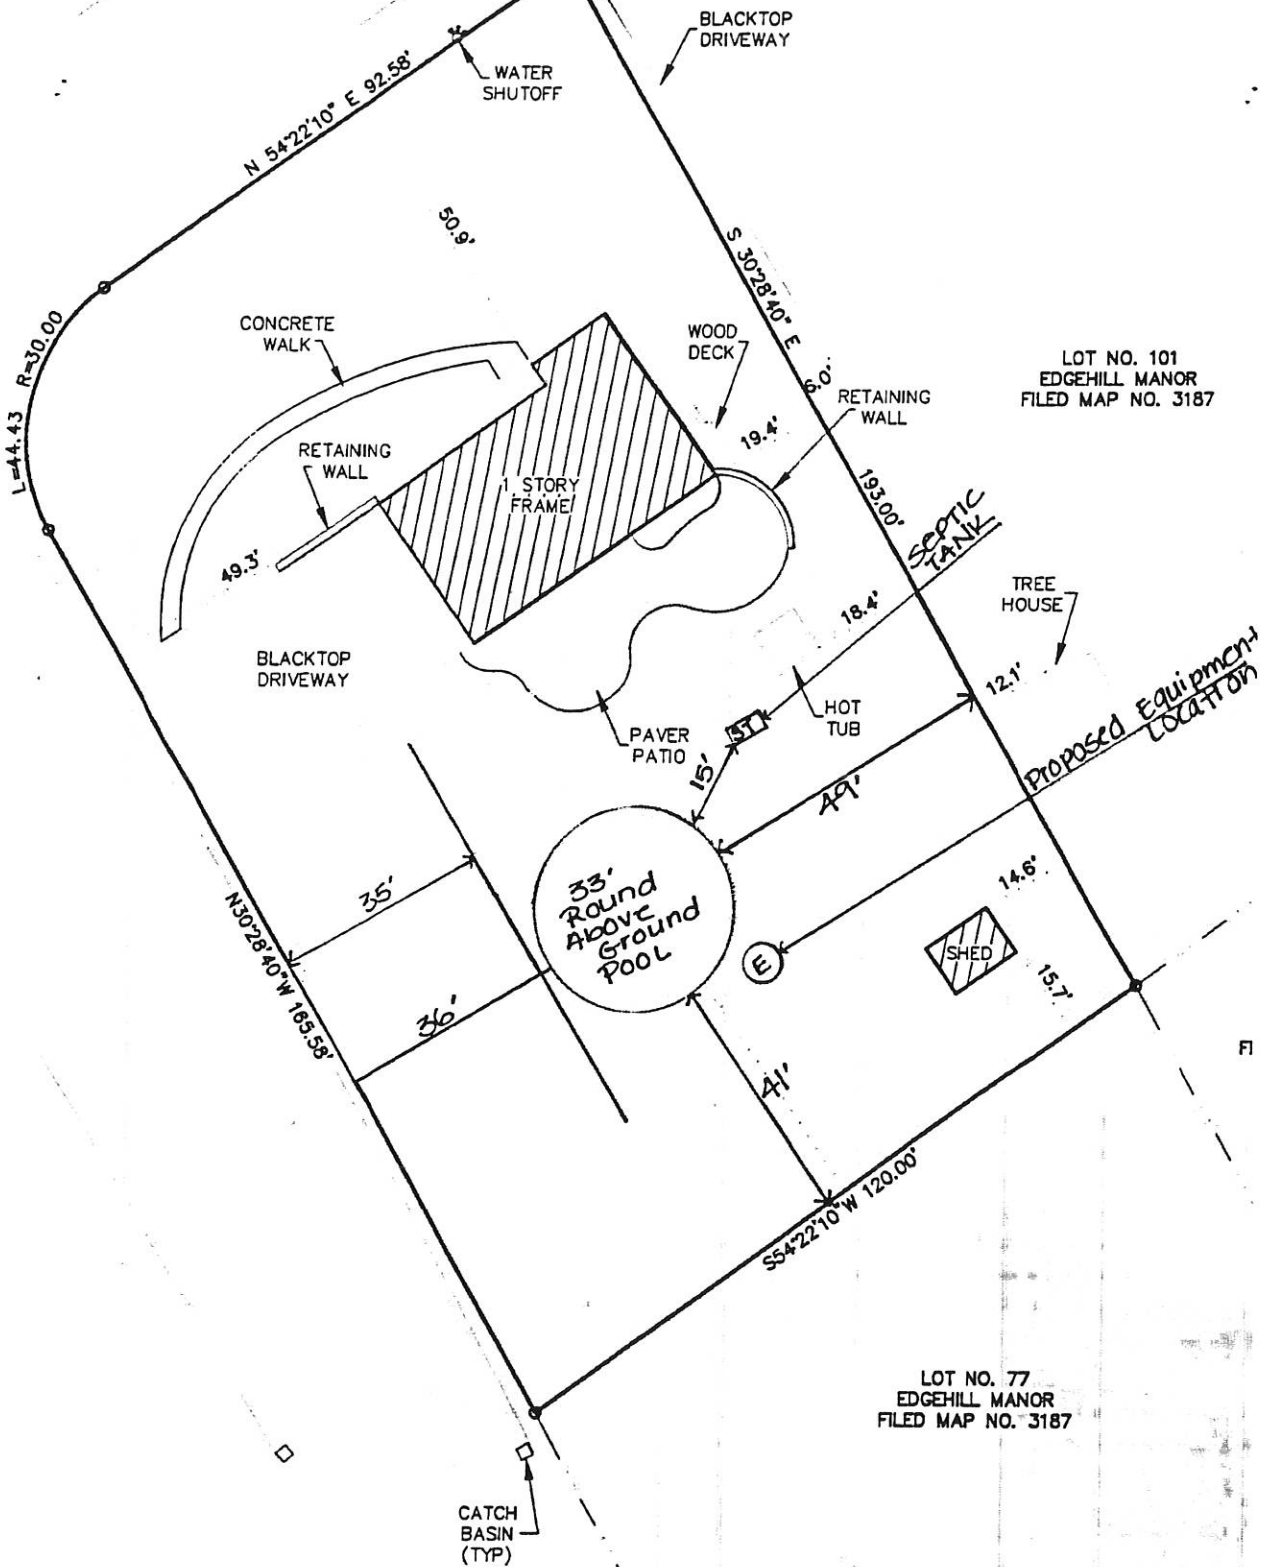 BLACKTOP
DRIVEWAY
WATER
SHUTOFF
N 54°22'10" E 92.58'
50.9'
S 30°28'40" E
193.00'
L=44.43 R=30.00
CONCRETE
WALK
WOOD
DECK
6.0'
LOT NO. 101
EDGEHILL MANOR
FILED MAP NO. 3187
RETAINING
WALL
19.4'
RETAINING
WALL
1 STORY
FRAME
49.3'
SEPTIC
TANK
18.4'
TREE
HOUSE
12.1'
BLACKTOP
DRIVEWAY
HOT
TUB
ST
PAVER
PATIO
Proposed Equipment
Location
15'
49'
35'
33'
Round
Above
Ground
POOL
14.6'
E
SHED
15.7'
N30°28'40"W 165.58'
36'
41'
S54°22'10"W 120.00'
LOT NO. 77
EDGEHILL MANOR
FILED MAP NO. 3187
CATCH
BASIN
(TYP)